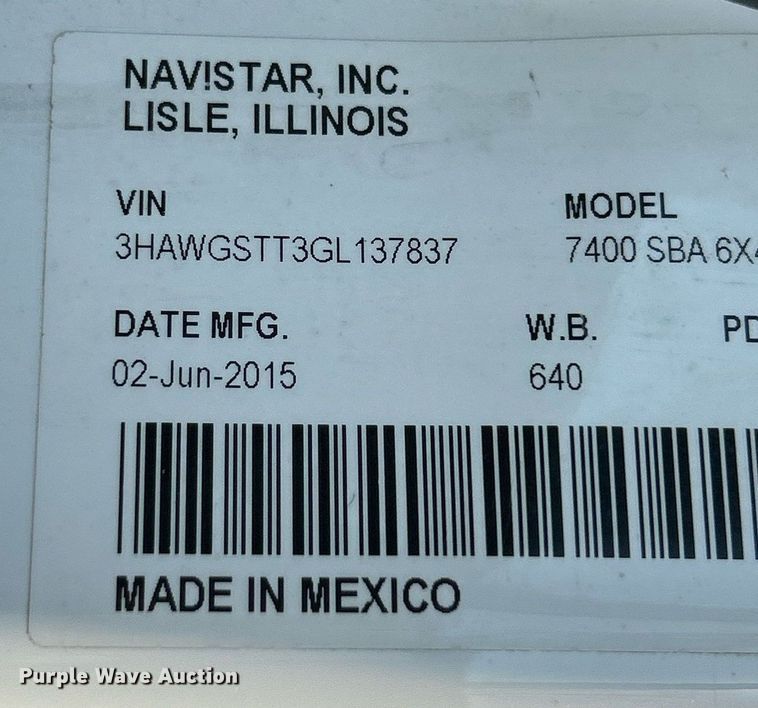 NAV!STAR, INC.
LISLE, ILLINOIS
VIN MODEL
3HAWGSTT3GL137837 7400 SBA 6X4
DATE MFG. W.B. PD
02-Jun-2015 640
MADE IN MEXICO
Purple Wave Auction